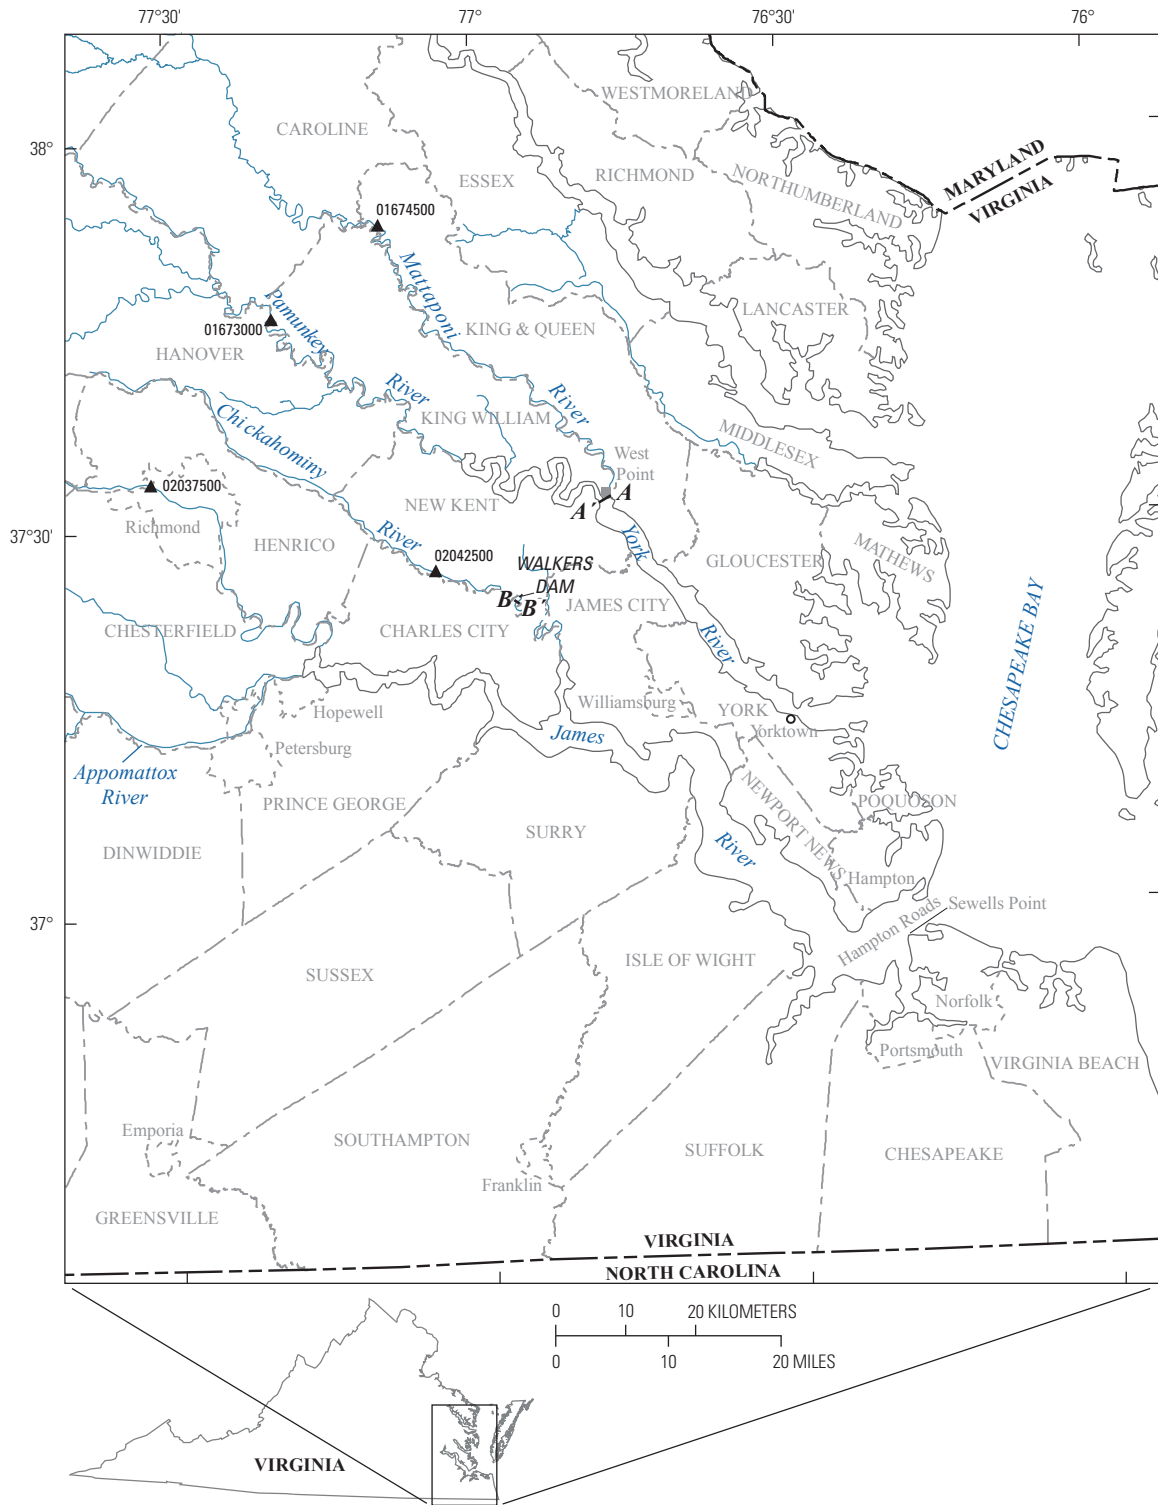 77°30′
77°
76°30′
76°
38°
37°30′
37°
WESTMORELAND
CAROLINE
ESSEX
RICHMOND
NORTHUMBERLAND
MARYLAND
VIRGINIA
01674500
Mattaponi
River
LANCASTER
Pamunkey
River
01673000
KING & QUEEN
HANOVER
KING WILLIAM
Chickahominy
River
MIDDLESEX
West
Point
02037500
A
A′
NEW KENT
Richmond
HENRICO
02042500
WALKERS
DAM
B
B′
York
River
GLOUCESTER
MATHEWS
JAMES CITY
CHESTERFIELD
CHARLES CITY
CHESAPEAKE BAY
Hopewell
Williamsburg
YORK
Yorktown
James
River
Petersburg
Appomattox
River
PRINCE GEORGE
NEWPORT NEWS
POQUOSON
SURRY
DINWIDDIE
Hampton
Hampton Roads
Sewells Point
SUSSEX
ISLE OF WIGHT
Norfolk
Portsmouth
VIRGINIA BEACH
Emporia
SOUTHAMPTON
SUFFOLK
CHESAPEAKE
Franklin
GREENSVILLE
VIRGINIA
NORTH CAROLINA
0 10 20 KILOMETERS
0 10 20 MILES
VIRGINIA